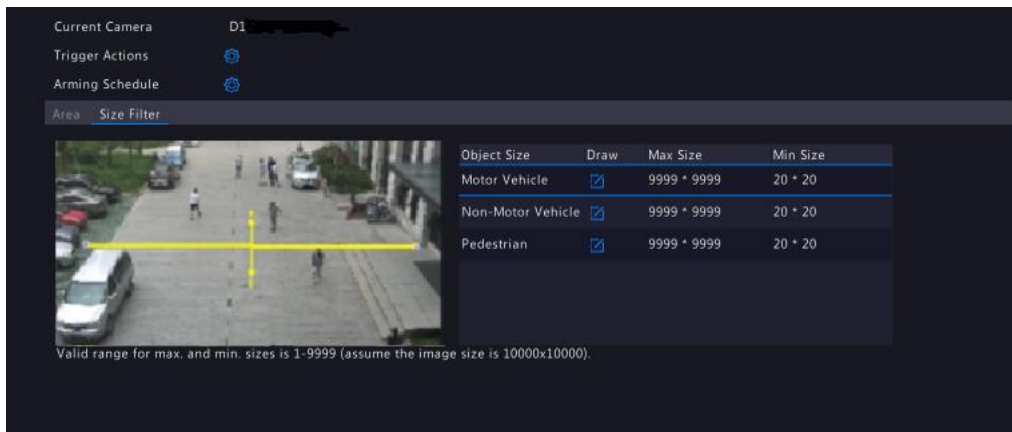 Current Camera D1
Trigger Actions
Arming Schedule
Area Size Filter
Object Size Draw Max Size Min Size
Motor Vehicle 9999 * 9999 20 * 20
Non-Motor Vehicle 9999 * 9999 20 * 20
Pedestrian 9999 * 9999 20 * 20
Valid range for max. and min. sizes is 1-9999 (assume the image size is 10000x10000).